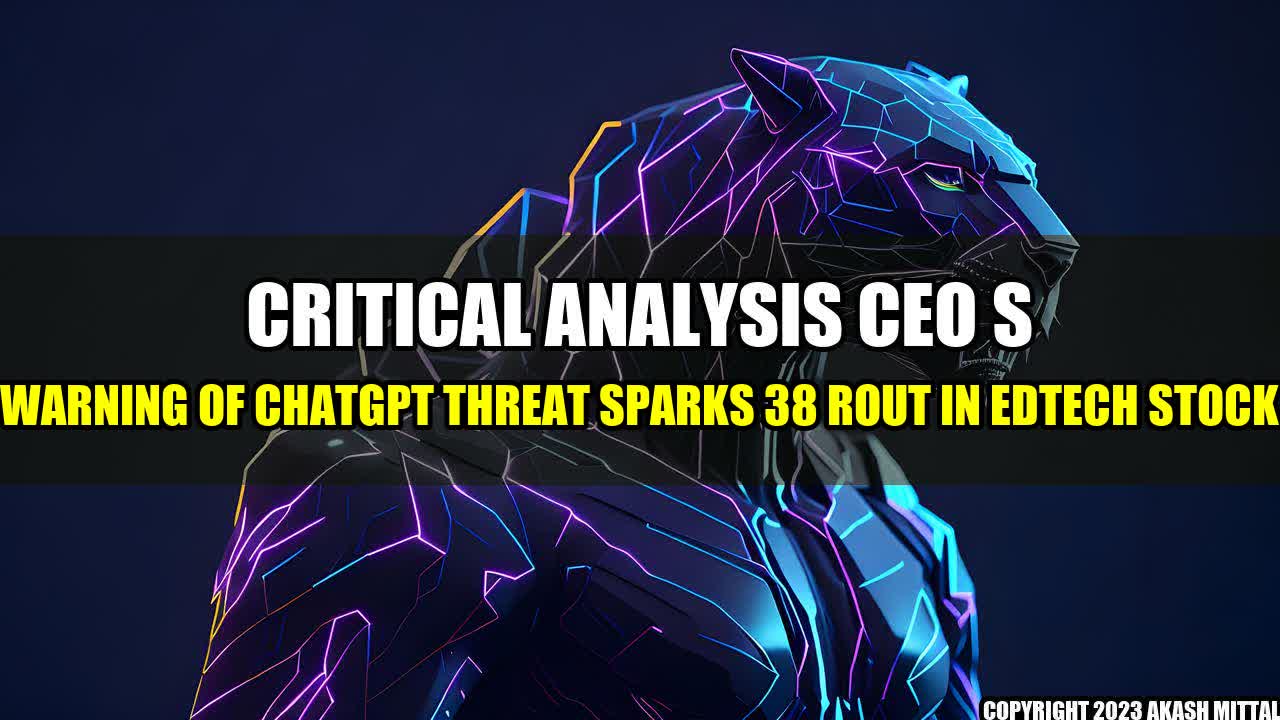 CRITICAL ANALYSIS CEO S
WARNING OF CHATGPT THREAT SPARKS 38 ROUT IN EDTECH STOCK
COPYRIGHT 2023 AKASH MITTAL